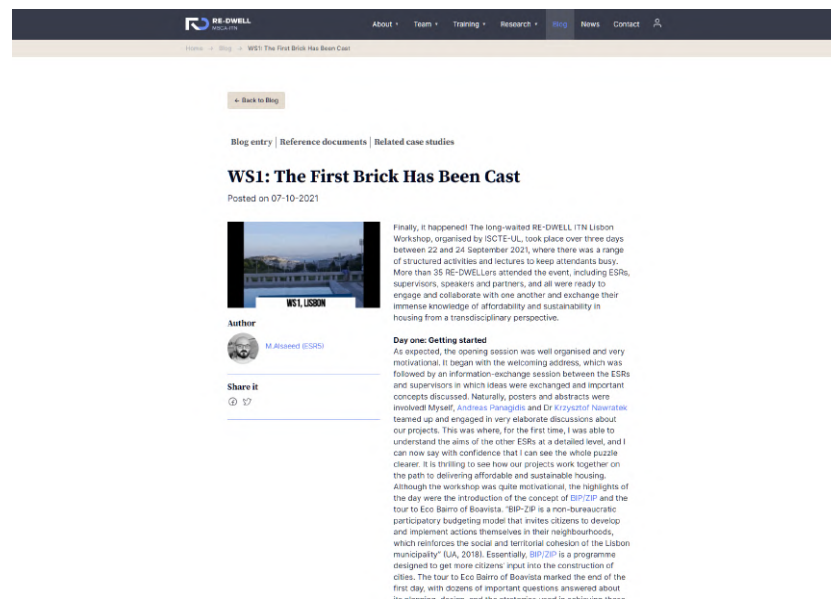 RE-DWELL
MSCA-ITN
About
Team
Training
Research
Blog
News
Contact
Home → Blog → WS1: The First Brick Has Been Cast
← Back to Blog
Blog entry | Reference documents | Related case studies
WS1: The First Brick Has Been Cast
Posted on 07-10-2021
WS1, LISBON
Author
M.Alsaeed (ESR5)
Share it
Finally, it happened! The long-waited RE-DWELL ITN Lisbon
Workshop, organised by ISCTE-UL, took place over three days
between 22 and 24 September 2021, where there was a range
of structured activities and lectures to keep attendants busy.
More than 35 RE-DWELLers attended the event, including ESRs,
supervisors, speakers and partners, and all were ready to
engage and collaborate with one another and exchange their
immense knowledge of affordability and sustainability in
housing from a transdisciplinary perspective.
Day one: Getting started
As expected, the opening session was well organised and very
motivational. It began with the welcoming address, which was
followed by an information-exchange session between the ESRs
and supervisors in which ideas were exchanged and important
concepts discussed. Naturally, posters and abstracts were
involved! Myself, Andreas Panagidis and Dr Krzysztof Nawratek
teamed up and engaged in very elaborate discussions about
our projects. This was where, for the first time, I was able to
understand the aims of the other ESRs at a detailed level, and I
can now say with confidence that I can see the whole puzzle
clearer. It is thrilling to see how our projects work together on
the path to delivering affordable and sustainable housing.
Although the workshop was quite motivational, the highlights of
the day were the introduction of the concept of BIP/ZIP and the
tour to Eco Bairro of Boavista. "BIP-ZIP is a non-bureaucratic
participatory budgeting model that invites citizens to develop
and implement actions themselves in their neighbourhoods,
which reinforces the social and territorial cohesion of the Lisbon
municipality" (UA, 2018). Essentially, BIP/ZIP is a programme
designed to get more citizens' input into the construction of
cities. The tour to Eco Bairro of Boavista marked the end of the
first day, with dozens of important questions answered about
its planning, design, and the strategies used in achieving these